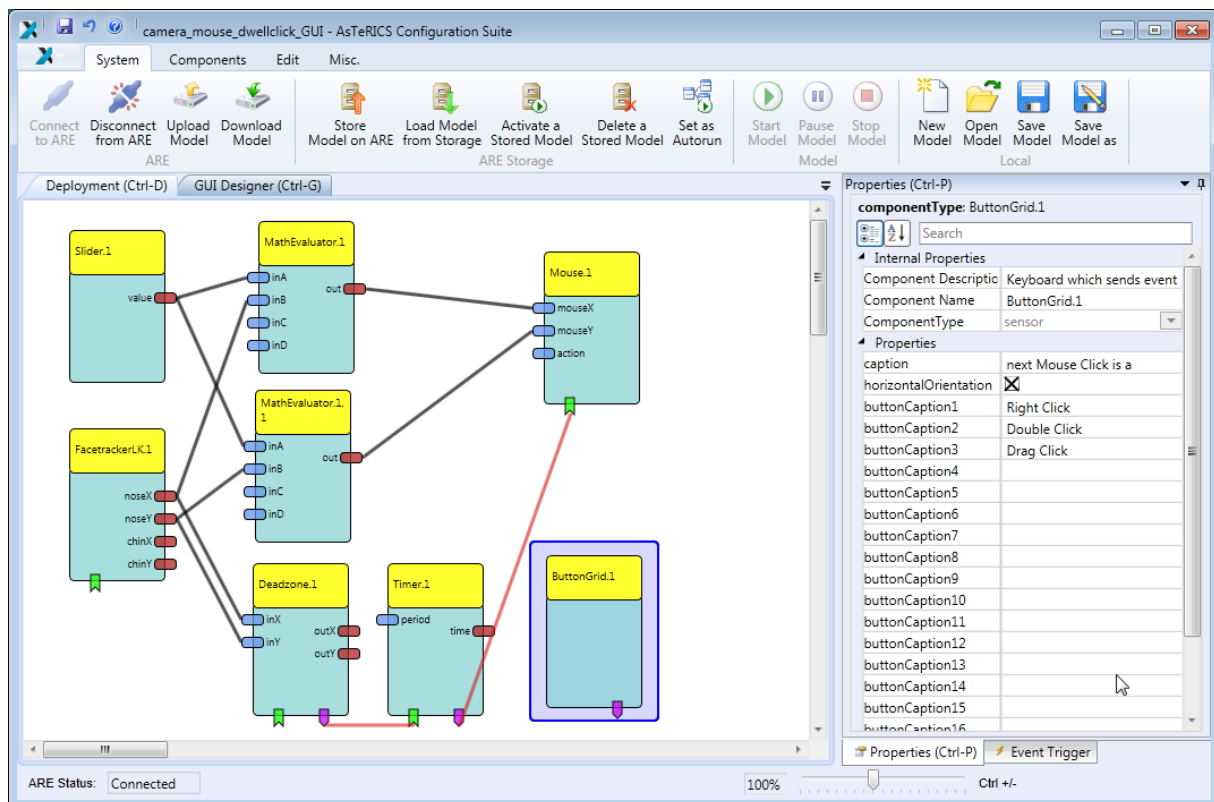 camera_mouse_dwellclick_GUI - AsTeRICS Configuration Suite
System Components Edit Misc.
Connect to ARE
Disconnect from ARE
Upload Model
Download Model
ARE
Store Model on ARE
Load Model from Storage
Activate a Stored Model
Delete a Stored Model
Set as Autorun
ARE Storage
Start Model
Pause Model
Stop Model
Model
New Model
Open Model
Save Model
Save Model as
Local
Deployment (Ctrl-D)
GUI Designer (Ctrl-G)
Slider.1
value
MathEvaluator.1
inA
inB
inC
inD
out
Mouse.1
mouseX
mouseY
action
MathEvaluator.1.
1
inA
inB
inC
inD
out
FacetrackerLK.1
noseX
noseY
chinX
chinY
Deadzone.1
inX
inY
outX
outY
Timer.1
period
time
ButtonGrid.1
Properties (Ctrl-P)
componentType: ButtonGrid.1
Search
Internal Properties
Component Descriptio Keyboard which sends event
Component Name ButtonGrid.1
ComponentType sensor
Properties
caption next Mouse Click is a
horizontalOrientation
buttonCaption1 Right Click
buttonCaption2 Double Click
buttonCaption3 Drag Click
buttonCaption4
buttonCaption5
buttonCaption6
buttonCaption7
buttonCaption8
buttonCaption9
buttonCaption10
buttonCaption11
buttonCaption12
buttonCaption13
buttonCaption14
buttonCaption15
buttonCaption16
Properties (Ctrl-P)
Event Trigger
ARE Status: Connected
100%
Ctrl +/-